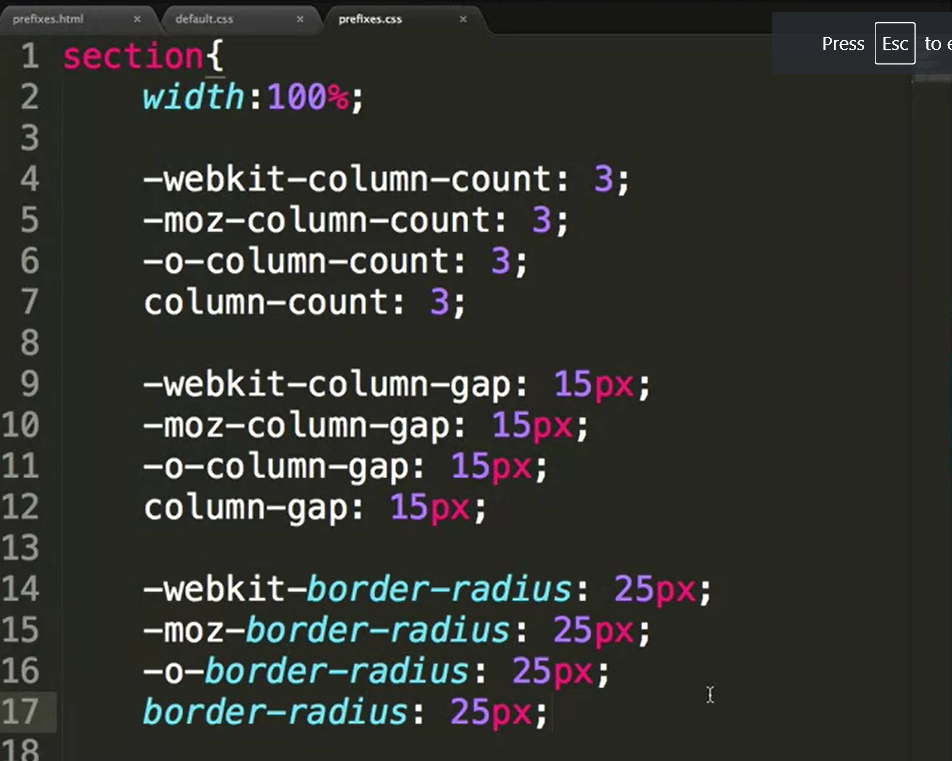 prefixes.html × default.css × prefixes.css ×
Press Esc to e
1 section{
2 width:100%;
3
4 -webkit-column-count: 3;
5 -moz-column-count: 3;
6 -o-column-count: 3;
7 column-count: 3;
8
9 -webkit-column-gap: 15px;
10 -moz-column-gap: 15px;
11 -o-column-gap: 15px;
12 column-gap: 15px;
13
14 -webkit-border-radius: 25px;
15 -moz-border-radius: 25px;
16 -o-border-radius: 25px;
17 border-radius: 25px;
18